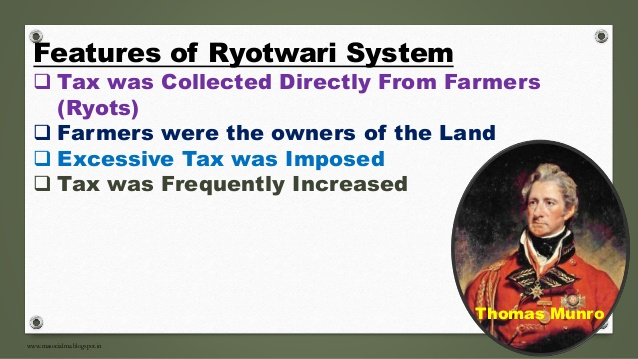 Features of Ryotwari System
Tax was Collected Directly From Farmers
(Ryots)
Farmers were the owners of the Land
Excessive Tax was Imposed
Tax was Frequently Increased
Thomas Munro